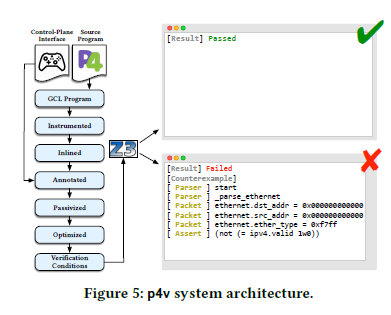 Control-Plane Interface
Source Program
P4
GCL Program
Instrumented
Inlined
Annotated
Passivized
Optimized
Verification Conditions
Z3
[Result] Passed
[Result] Failed
[Counterexample]
[ Parser ] start
[ Parser ] _parse_ethernet
[ Packet ] ethernet.dst_addr = 0x000000000000
[ Packet ] ethernet.src_addr = 0x000000000000
[ Packet ] ethernet.ether_type = 0xf7ff
[ Assert ] (not (= ipv4.valid 1w0))
Figure 5: p4v system architecture.